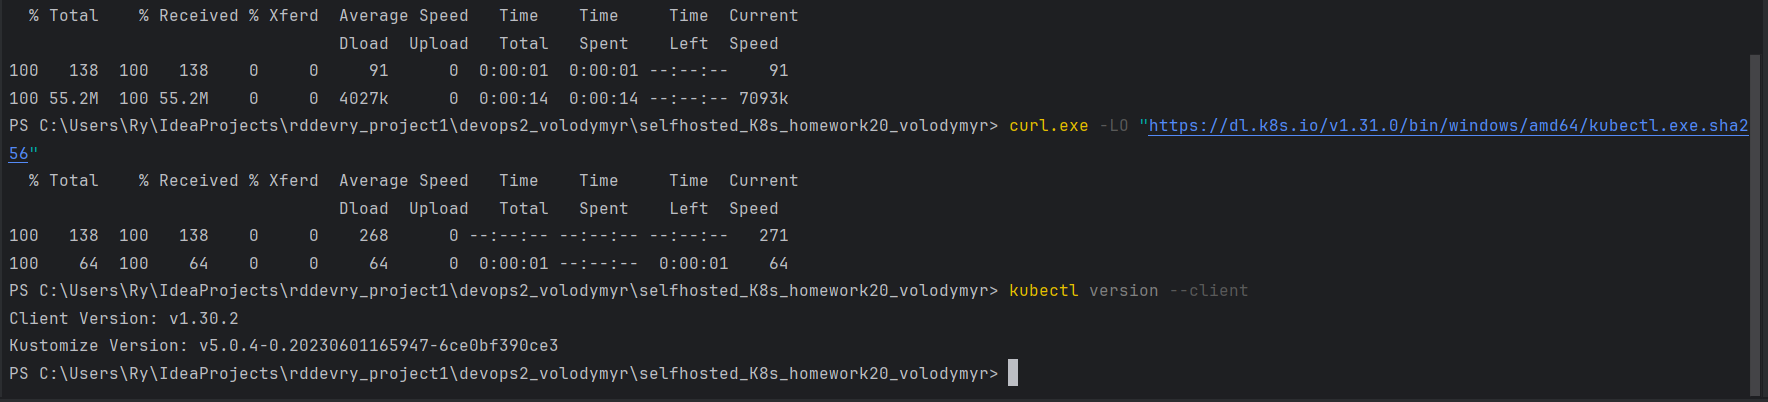 % Total    % Received % Xferd  Average Speed   Time    Time     Time  Current
Dload  Upload   Total   Spent    Left  Speed
100   138  100   138    0     0     91      0  0:00:01  0:00:01 --:--:--    91
100 55.2M  100 55.2M    0     0  4027k      0  0:00:14  0:00:14 --:--:-- 7093k
PS C:\Users\Ry\IdeaProjects\rddevry_project1\devops2_volodymyr\selfhosted_K8s_homework20_volodymyr> curl.exe -LO "https://dl.k8s.io/v1.31.0/bin/windows/amd64/kubectl.exe.sha2
56"
% Total    % Received % Xferd  Average Speed   Time    Time     Time  Current
Dload  Upload   Total   Spent    Left  Speed
100   138  100   138    0     0    268      0 --:--:-- --:--:-- --:--:--   271
100    64  100    64    0     0     64      0  0:00:01 --:--:--  0:00:01    64
PS C:\Users\Ry\IdeaProjects\rddevry_project1\devops2_volodymyr\selfhosted_K8s_homework20_volodymyr> kubectl version --client
Client Version: v1.30.2
Kustomize Version: v5.0.4-0.20230601165947-6ce0bf390ce3
PS C:\Users\Ry\IdeaProjects\rddevry_project1\devops2_volodymyr\selfhosted_K8s_homework20_volodymyr>